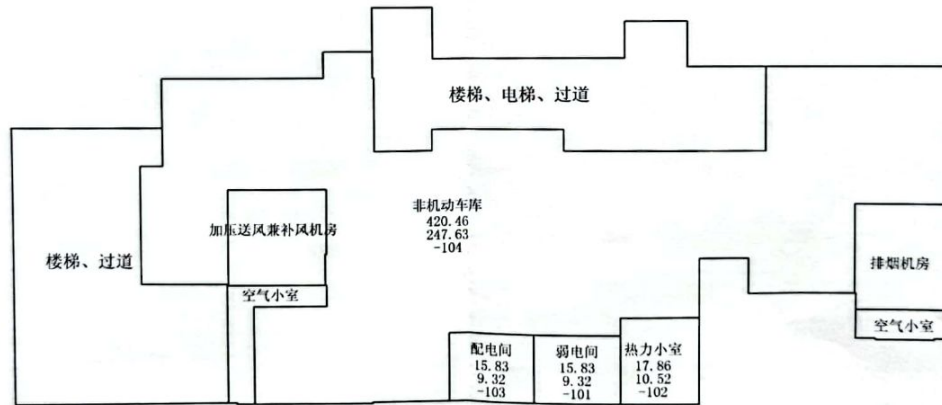 楼梯、电梯、过道
非机动车库
420.46
247.63
-104
加压送风兼补风机房
楼梯、过道
排烟机房
空气小室
空气小室
配电间
15.83
9.32
-103
弱电间
15.83
9.32
-101
热力小室
17.86
10.52
-102